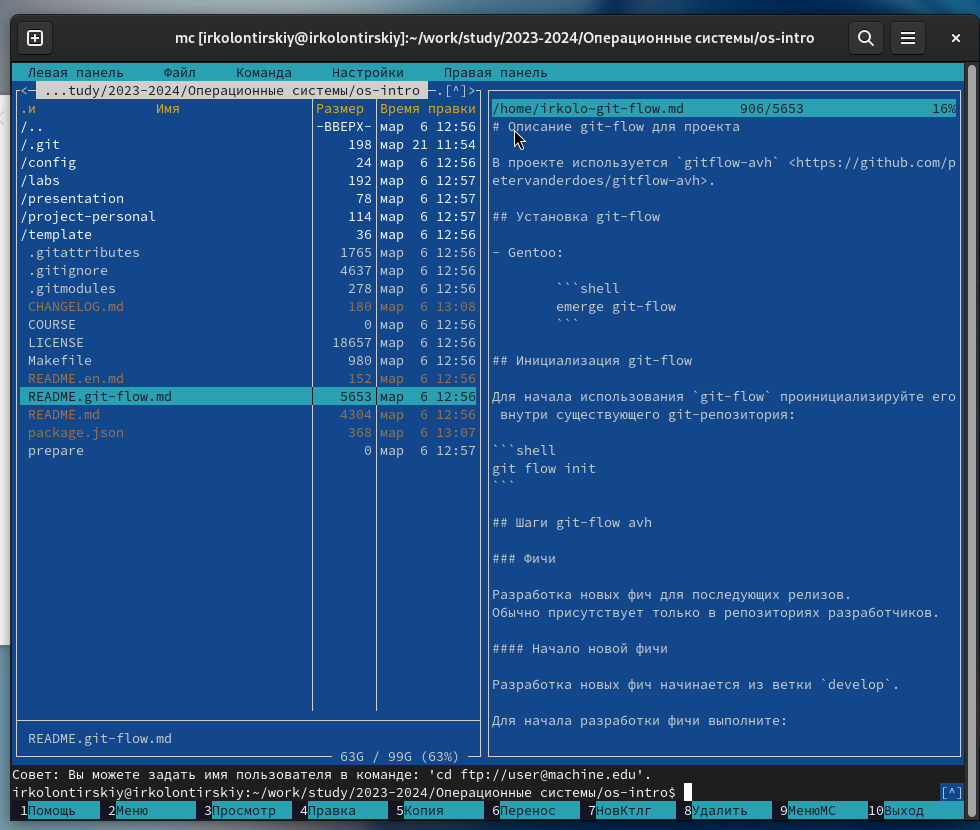 mc [irkolontirskiy@irkolontirskiy]:~/work/study/2023-2024/Операционные системы/os-intro
Левая панель Файл Команда Настройки Правая панель
<─ ...tudy/2023-2024/Операционные системы/os-intro ─.[^]>
.и Имя Размер Время правки
/.. -ВВЕРХ- мар 6 12:56
/.git 198 мар 21 11:54
/config 24 мар 6 12:56
/labs 192 мар 6 12:57
/presentation 78 мар 6 12:57
/project-personal 114 мар 6 12:57
/template 36 мар 6 12:56
.gitattributes 1765 мар 6 12:56
.gitignore 4637 мар 6 12:56
.gitmodules 278 мар 6 12:56
CHANGELOG.md 180 мар 6 13:08
COURSE 0 мар 6 12:56
LICENSE 18657 мар 6 12:56
Makefile 980 мар 6 12:56
README.en.md 152 мар 6 12:56
README.git-flow.md 5653 мар 6 12:56
README.md 4304 мар 6 12:56
package.json 368 мар 6 13:07
prepare 0 мар 6 12:57
README.git-flow.md
63G / 99G (63%)
/home/irkolo~git-flow.md 906/5653 16%
# Описание git-flow для проекта
В проекте используется `gitflow-avh` <https://github.com/p
etervanderdoes/gitflow-avh>.
## Установка git-flow
- Gentoo:
```shell
emerge git-flow
```
## Инициализация git-flow
Для начала использования `git-flow` проинициализируйте его
внутри существующего git-репозитория:
```shell
git flow init
```
## Шаги git-flow avh
### Фичи
Разработка новых фич для последующих релизов.
Обычно присутствует только в репозиториях разработчиков.
#### Начало новой фичи
Разработка новых фич начинается из ветки `develop`.
Для начала разработки фичи выполните:
Совет: Вы можете задать имя пользователя в команде: 'cd ftp://user@machine.edu'.
irkolontirskiy@irkolontirskiy:~/work/study/2023-2024/Операционные системы/os-intro$ [^]
1Помощь 2Меню 3Просмотр 4Правка 5Копия 6Перенос 7НовКтлг 8Удалить 9МенюМС 10Выход